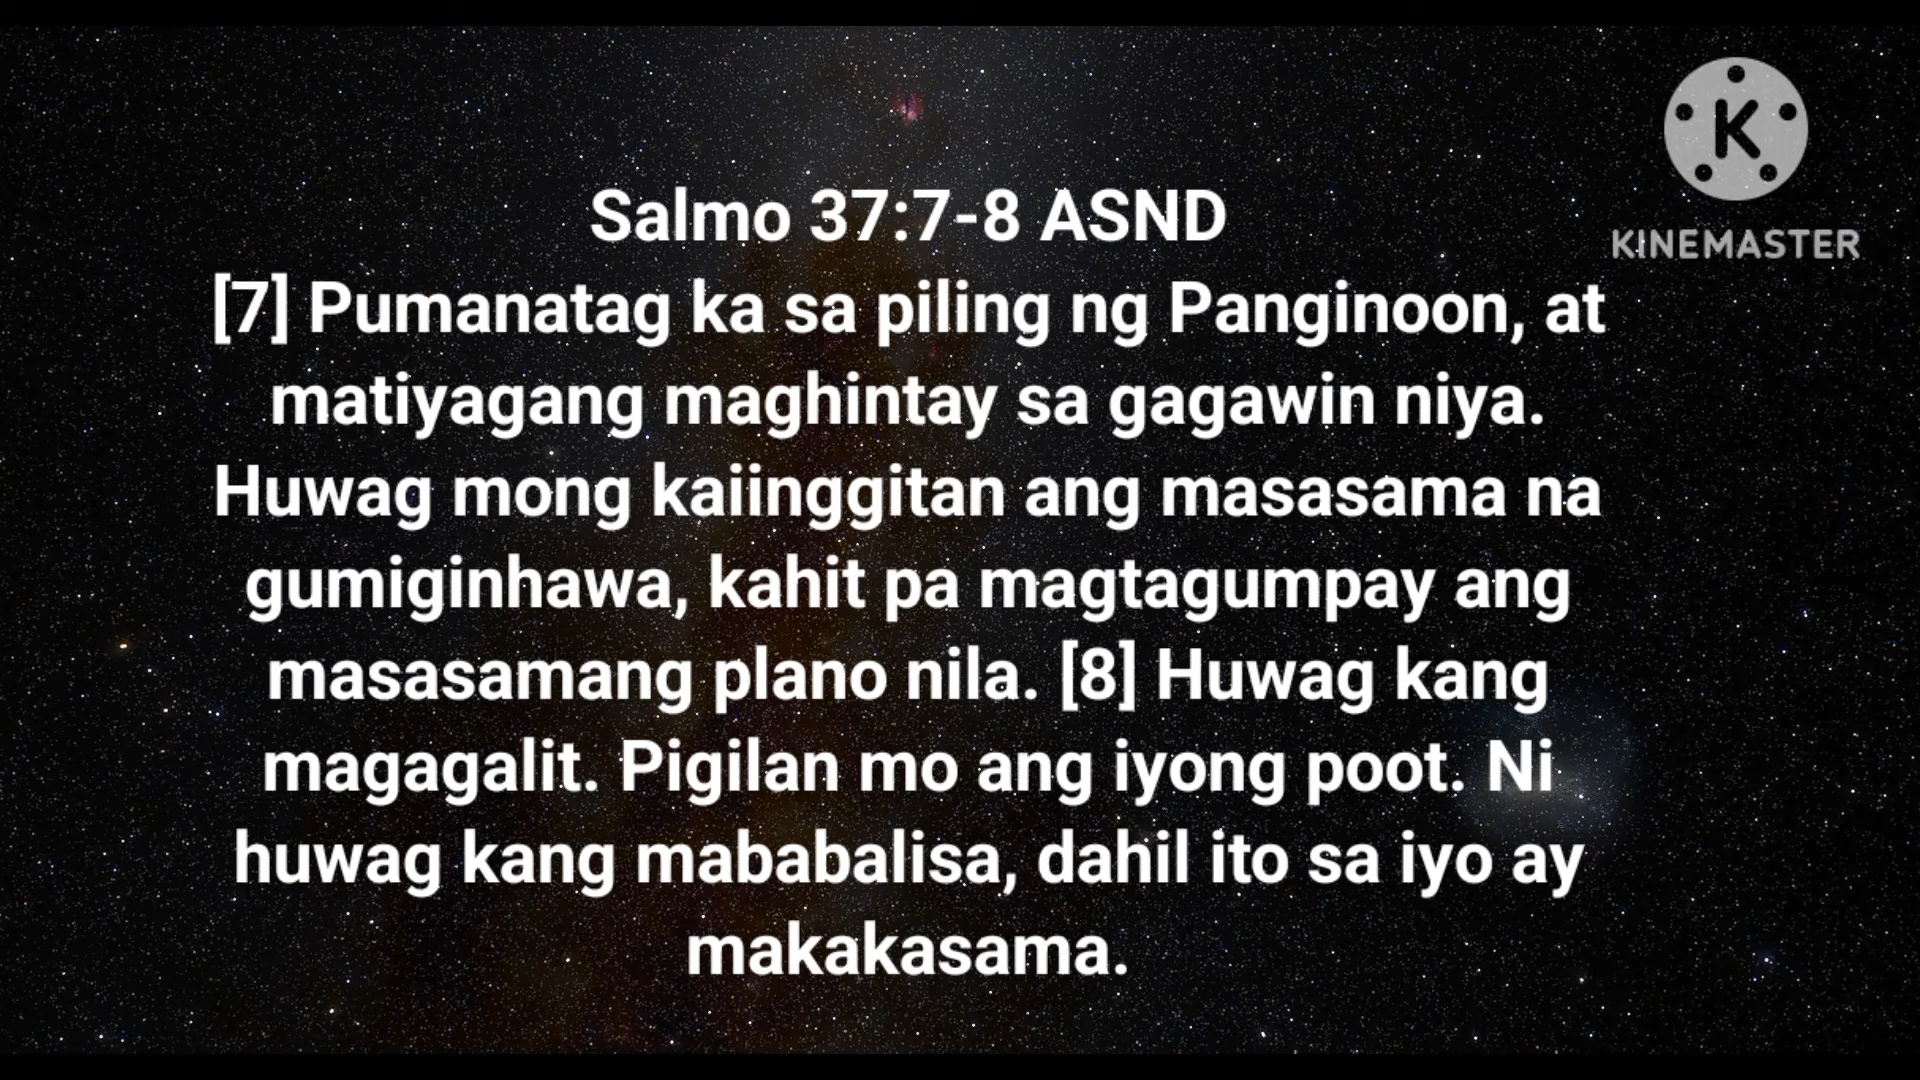 Salmo 37:7-8 ASND
[7] Pumanatag ka sa piling ng Panginoon, at
matiyagang maghintay sa gagawin niya.
Huwag mong kaiinggitan ang masasama na
gumiginhawa, kahit pa magtagumpay ang
masasamang plano nila. [8] Huwag kang
magagalit. Pigilan mo ang iyong poot. Ni
huwag kang mababalisa, dahil ito sa iyo ay
makakasama.
K
KINEMASTER